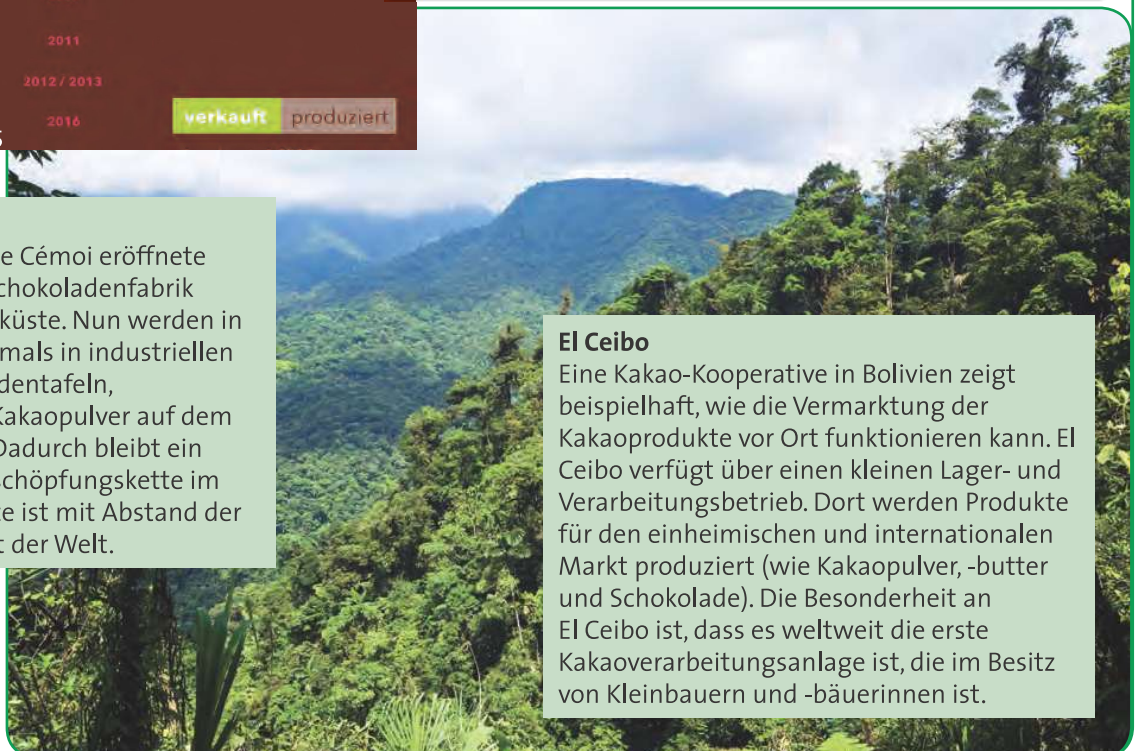 2011
2012 / 2013
2016
verkauft produziert
e Cémoi eröffnete
chokoladenfabrik
küste. Nun werden in
mals in industriellen
dentafeln,
Kakaopulver auf dem
Dadurch bleibt ein
schöpfungskette im
te ist mit Abstand der
t der Welt.
El Ceibo
Eine Kakao-Kooperative in Bolivien zeigt
beispielhaft, wie die Vermarktung der
Kakaoprodukte vor Ort funktionieren kann. El
Ceibo verfügt über einen kleinen Lager- und
Verarbeitungsbetrieb. Dort werden Produkte
für den einheimischen und internationalen
Markt produziert (wie Kakaopulver, -butter
und Schokolade). Die Besonderheit an
El Ceibo ist, dass es weltweit die erste
Kakaoverarbeitungsanlage ist, die im Besitz
von Kleinbauern und -bäuerinnen ist.